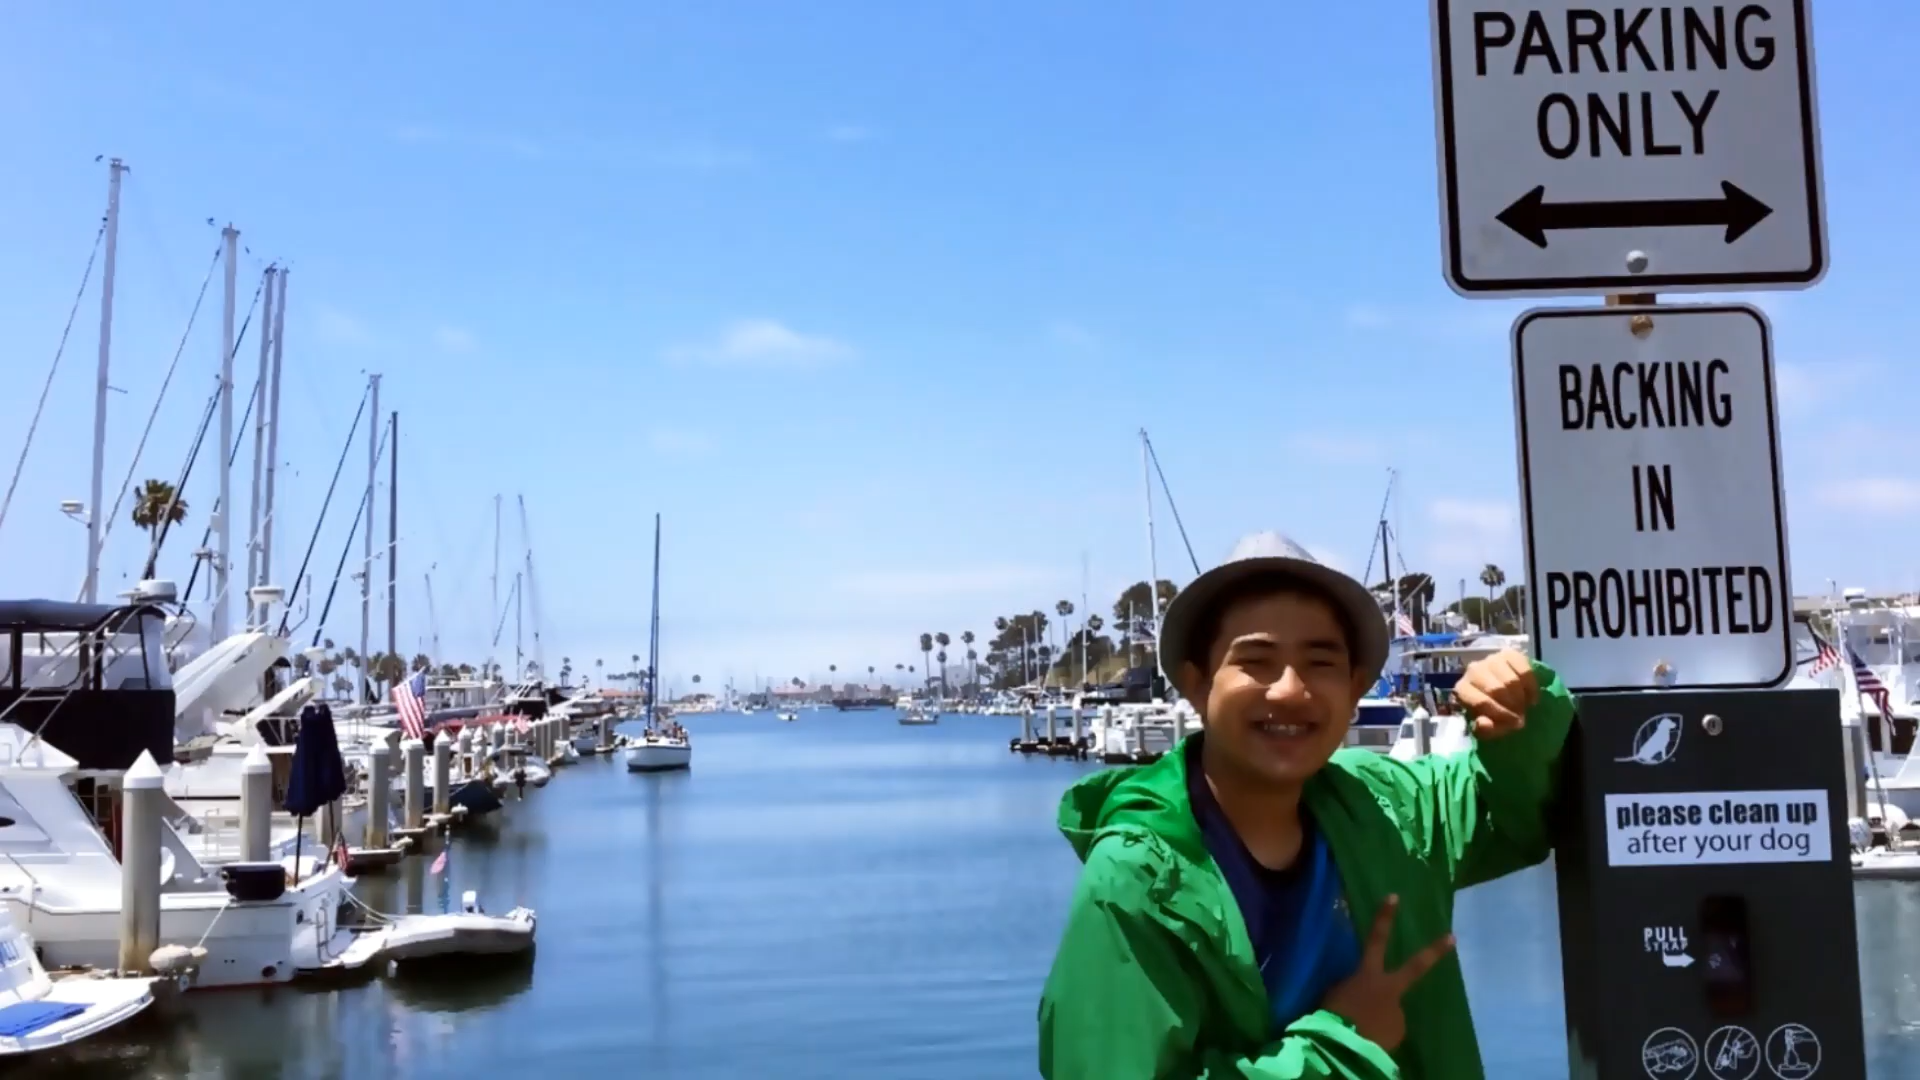 PARKING
ONLY
BACKING
IN
PROHIBITED
please clean up
after your dog
PULL
STRAP